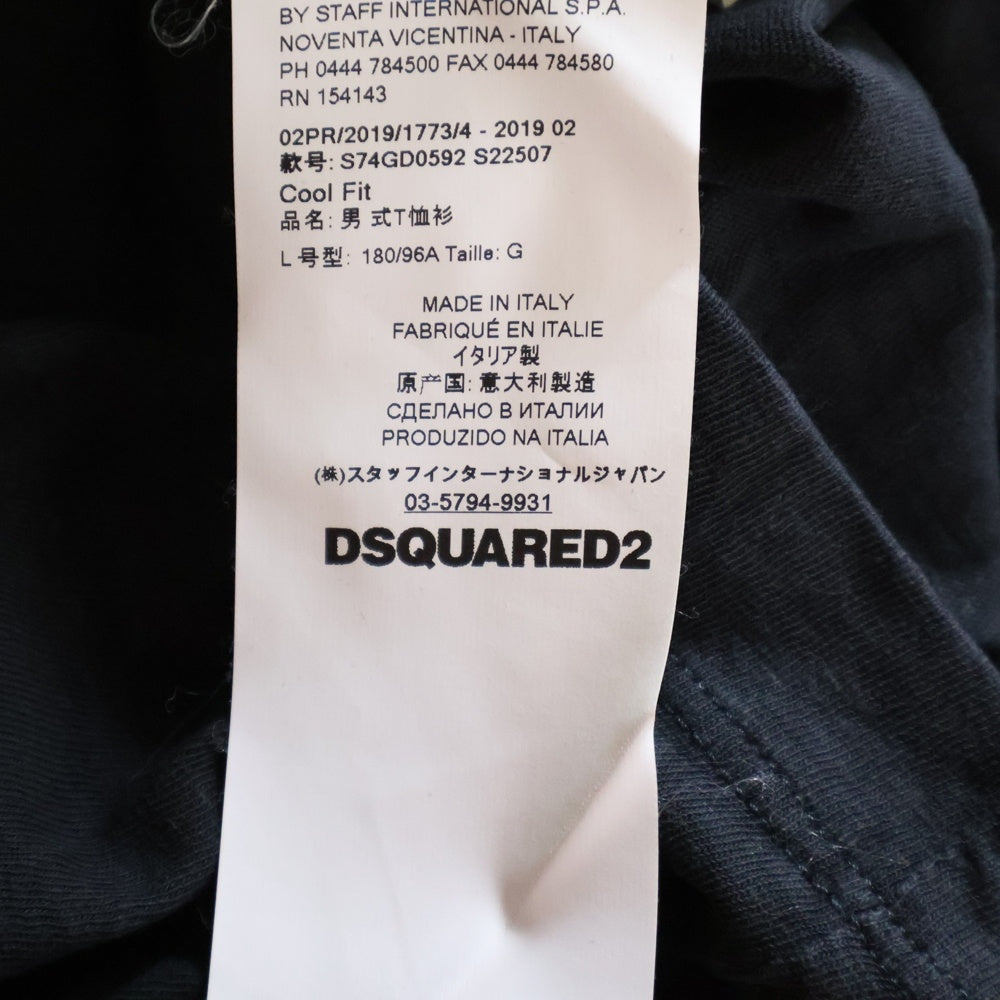 BY STAFF INTERNATIONAL S.P.A.
NOVENTA VICENTINA - ITALY
PH 0444 784500 FAX 0444 784580
RN 154143
02PR/2019/1773/4 - 2019 02
款号: S74GD0592 S22507
Cool Fit
品名: 男 式T恤衫
L 号型: 180/96A Taille: G
MADE IN ITALY
FABRIQUÉ EN ITALIE
イタリア製
原产国: 意大利製造
СДЕЛАНО В ИТАЛИИ
PRODUZIDO NA ITALIA
(株)スタッフインターナショナルジャパン
03-5794-9931
DSQUARED2